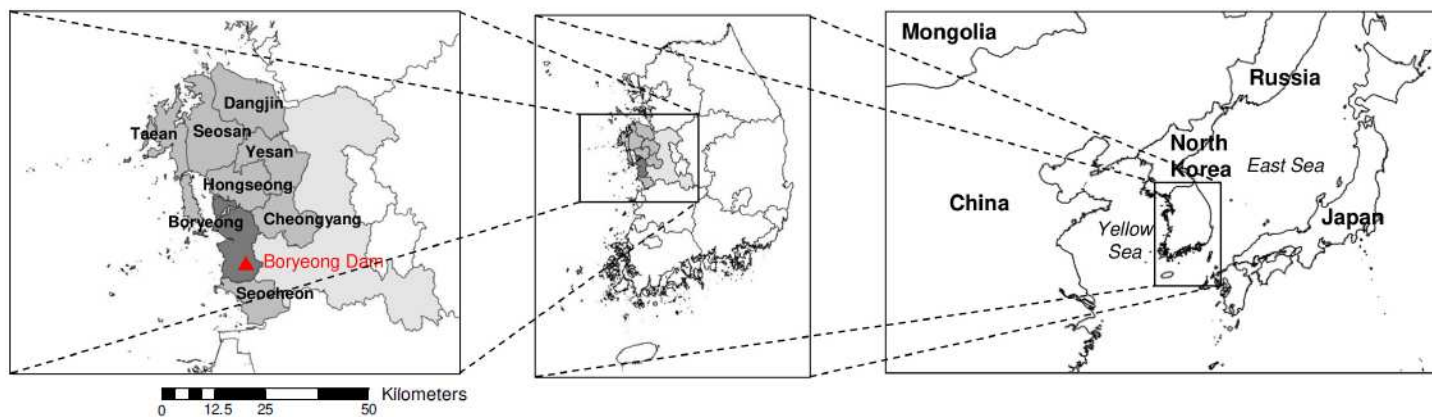 Dangjin
Taean
Seosan
Yesan
Hongseong
Boryeong
Cheongyang
Boryeong Dam
Seocheon
0 12.5 25 50 Kilometers
Mongolia
Russia
North
Korea
East Sea
China
Japan
Yellow
Sea